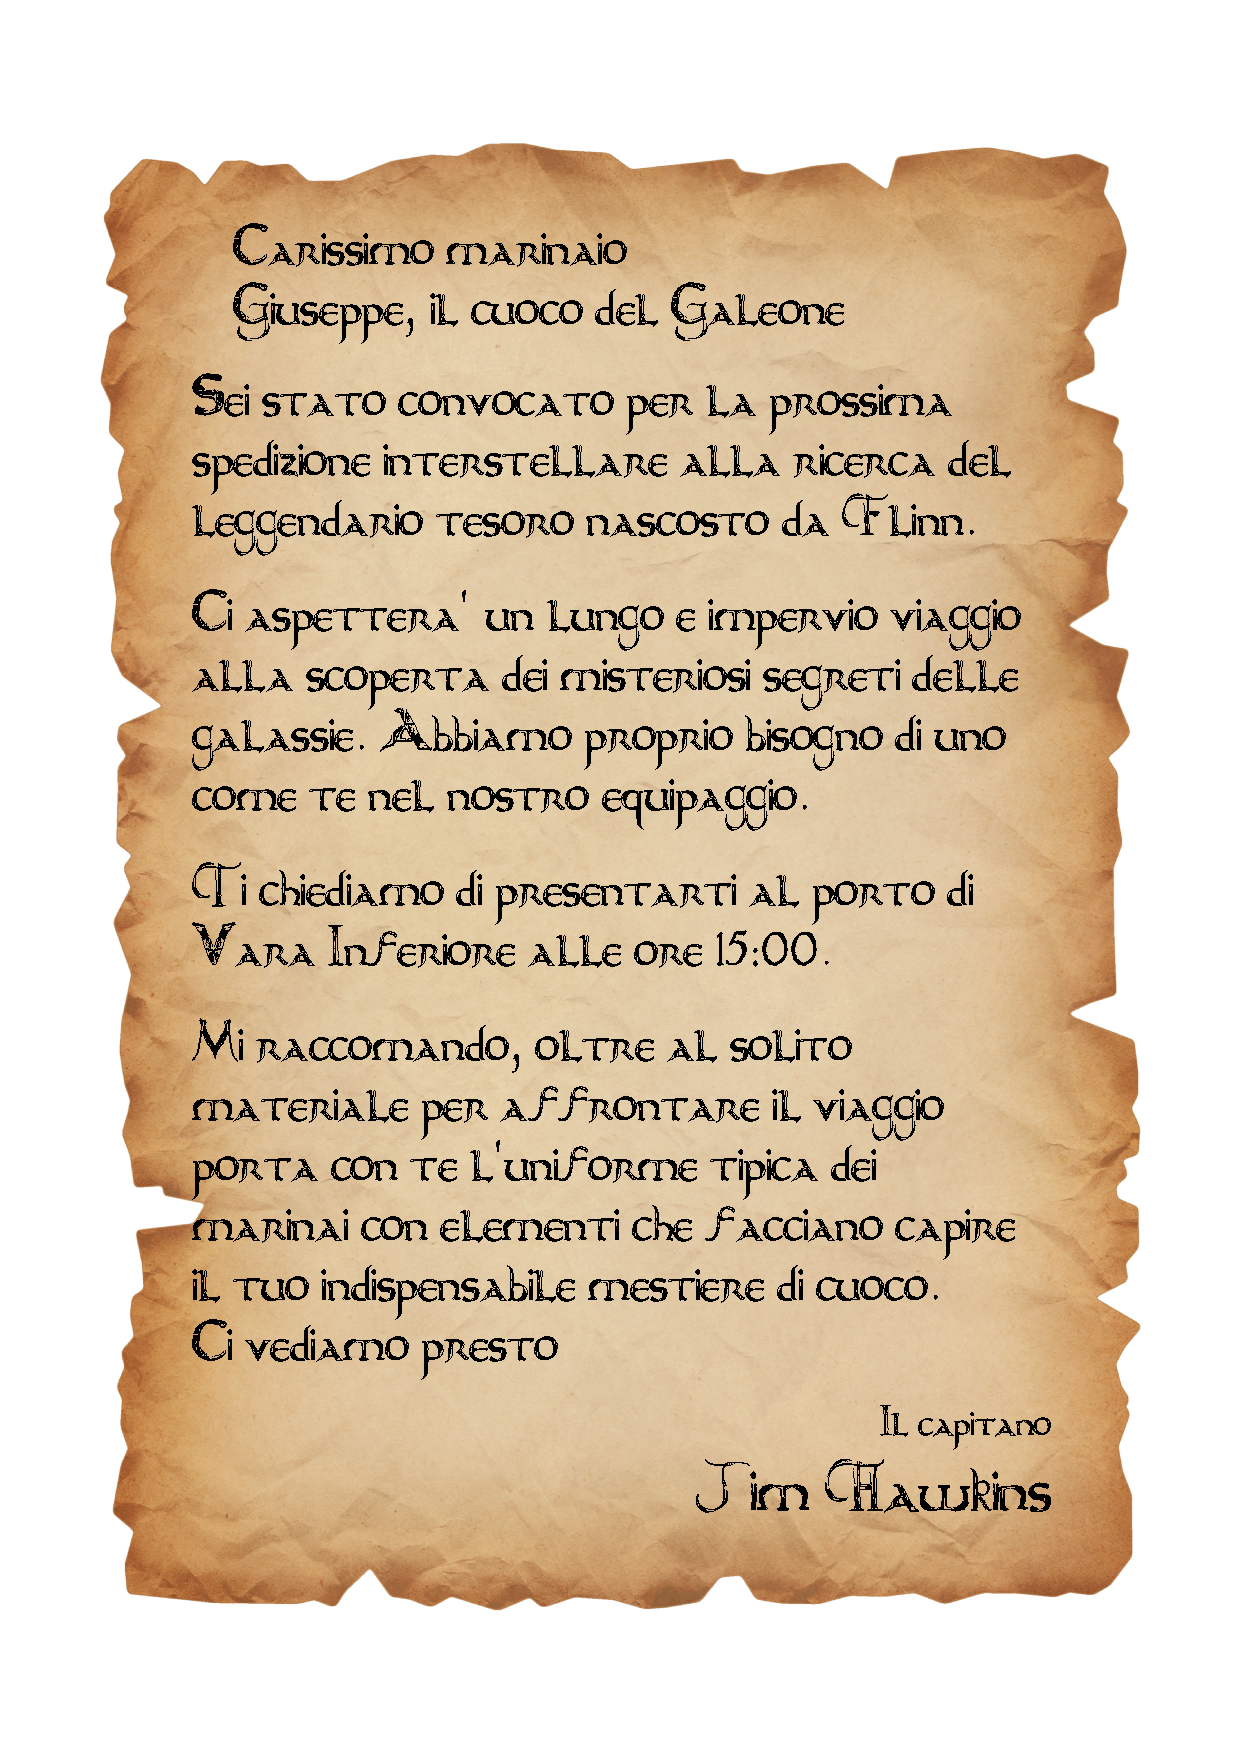 Carissimo marinaio
Giuseppe, il cuoco del Galeone
Sei stato convocato per la prossima
spedizione interstellare alla ricerca del
leggendario tesoro nascosto da Flinn.
Ci aspettera' un lungo e impervio viaggio
alla scoperta dei misteriosi segreti delle
galassie. Abbiamo proprio bisogno di uno
come te nel nostro equipaggio.
Ti chiediamo di presentarti al porto di
Vara Inferiore alle ore 15:00.
Mi raccomando, oltre al solito
materiale per affrontare il viaggio
porta con te l'uniforme tipica dei
marinai con elementi che facciano capire
il tuo indispensabile mestiere di cuoco.
Ci vediamo presto
Il capitano
Jim Hawkins